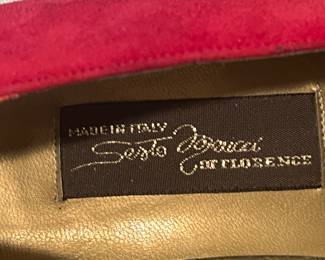 MADE IN ITALY
Sesto Meucci
OF FLORENCE